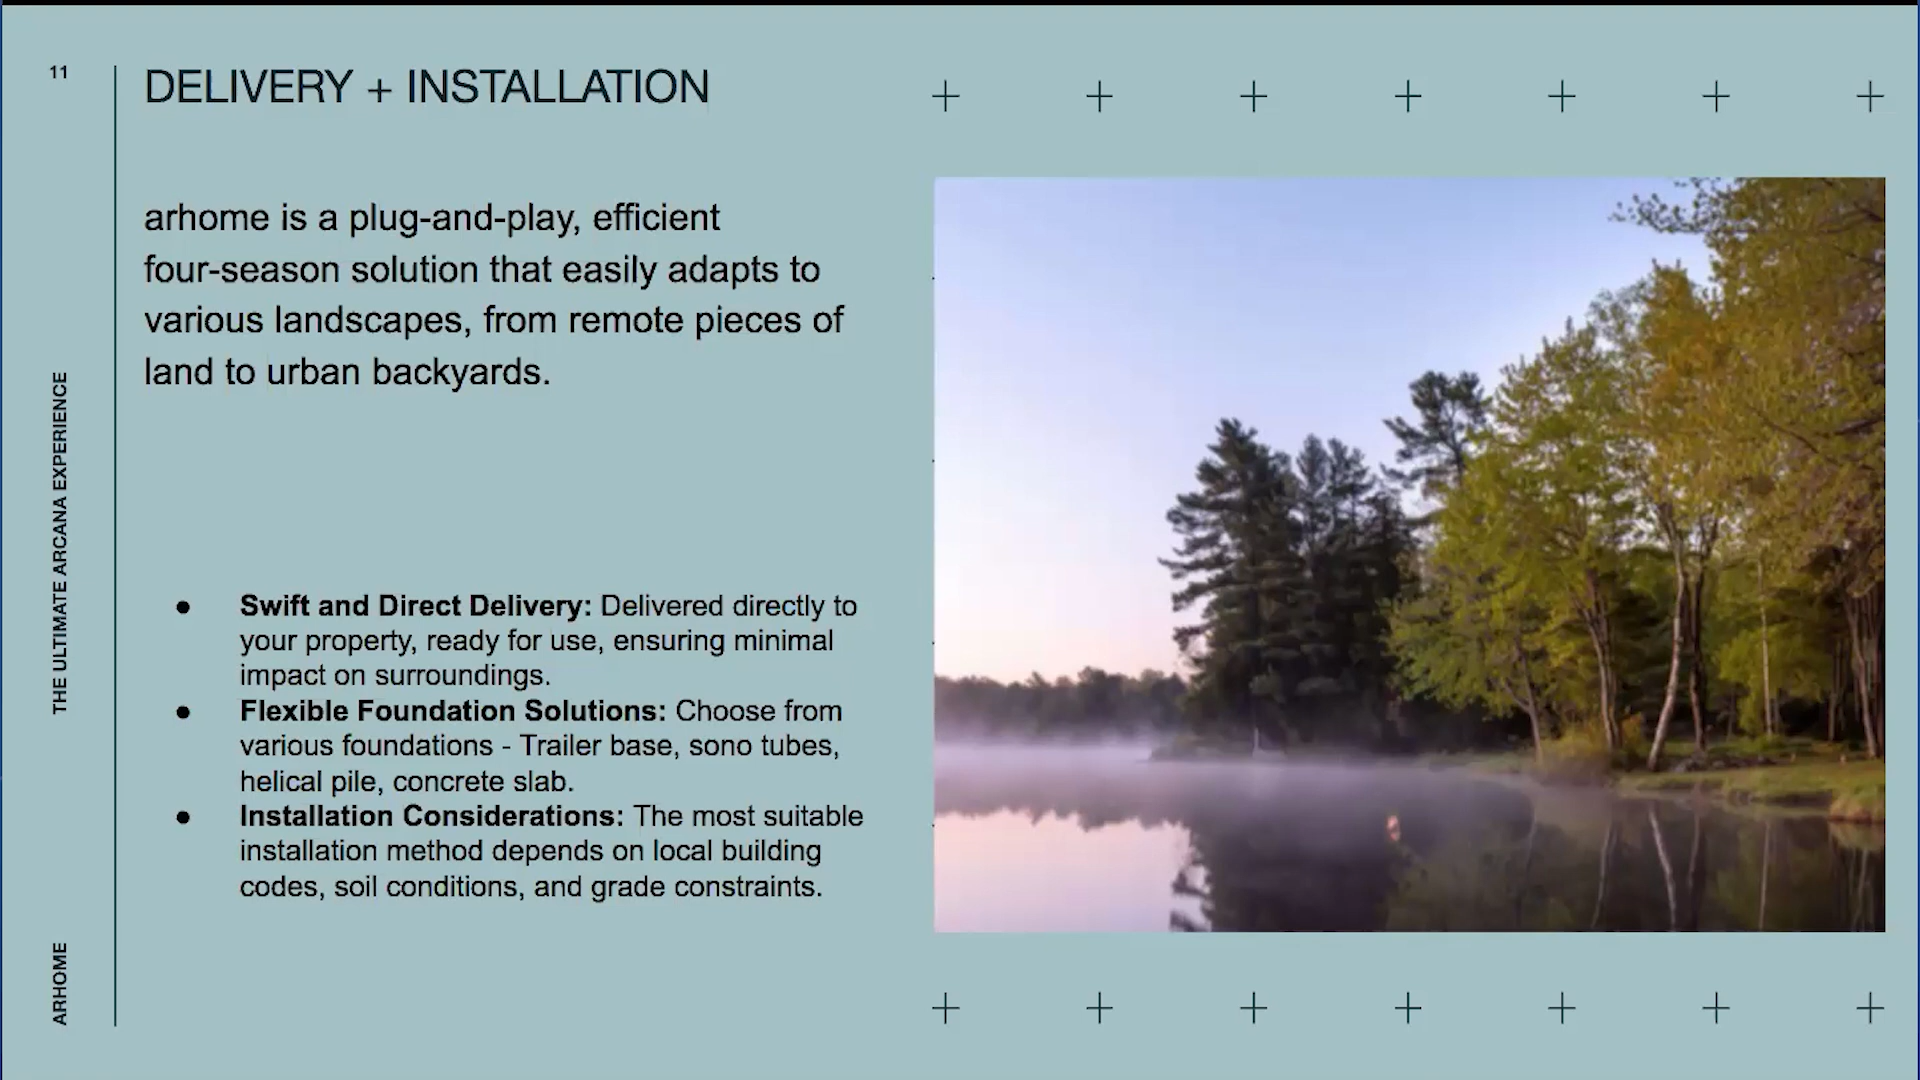 11
DELIVERY + INSTALLATION
arhome is a plug-and-play, efficient
four-season solution that easily adapts to
various landscapes, from remote pieces of
land to urban backyards.
● Swift and Direct Delivery: Delivered directly to
your property, ready for use, ensuring minimal
impact on surroundings.
● Flexible Foundation Solutions: Choose from
various foundations - Trailer base, sono tubes,
helical pile, concrete slab.
● Installation Considerations: The most suitable
installation method depends on local building
codes, soil conditions, and grade constraints.
THE ULTIMATE ARCANA EXPERIENCE
ARHOME